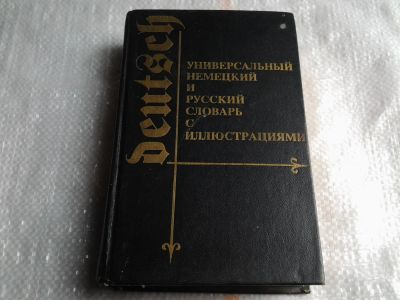 deutsch
УНИВЕРСАЛЬНЫЙ
НЕМЕЦКИЙ
И
РУССКИЙ
СЛОВАРЬ
С
ИЛЛЮСТРАЦИЯМИ